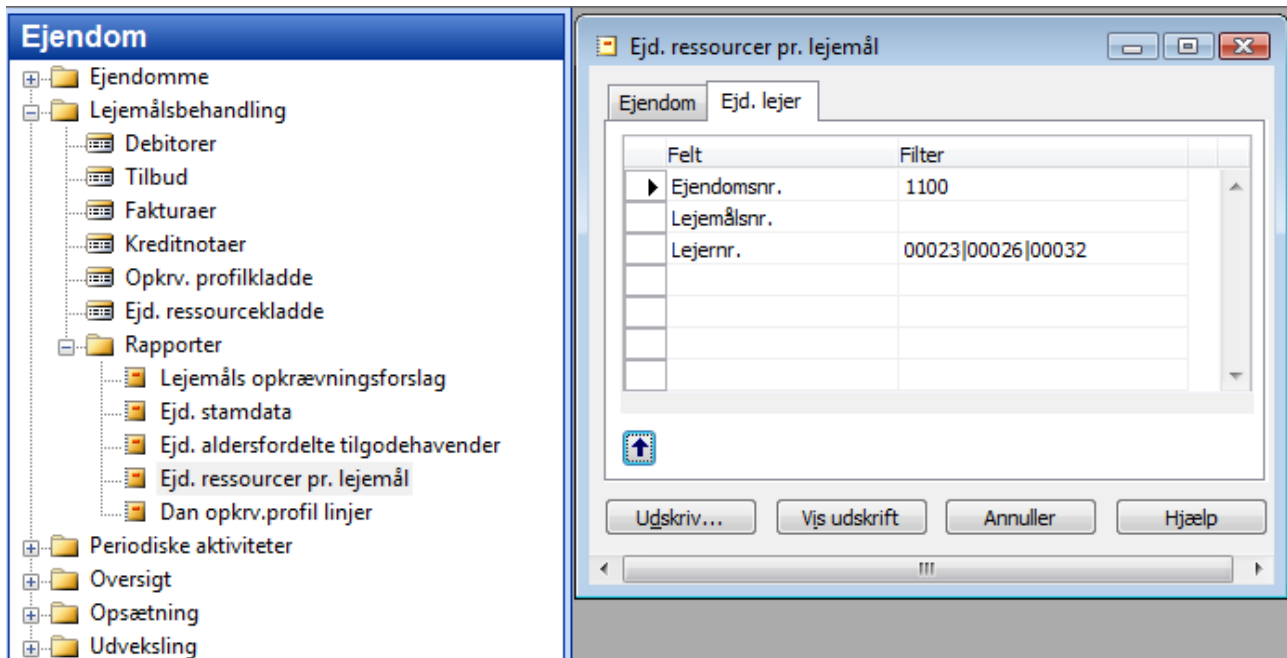 Ejendom
Ejendomme
Lejemålsbehandling
Debitorer
Tilbud
Fakturaer
Kreditnotaer
Opkrv. profilkladde
Ejd. ressourcekladde
Rapporter
Lejemåls opkrævningsforslag
Ejd. stamdata
Ejd. aldersfordelte tilgodehavender
Ejd. ressourcer pr. lejemål
Dan opkrv.profil linjer
Periodiske aktiviteter
Oversigt
Opsætning
Udveksling
Ejd. ressourcer pr. lejemål
Ejendom Ejd. lejer
Felt Filter
Ejendomsnr. 1100
Lejemålsnr.
Lejernr. 00023|00026|00032
Udskriv... Vis udskrift Annuller Hjælp